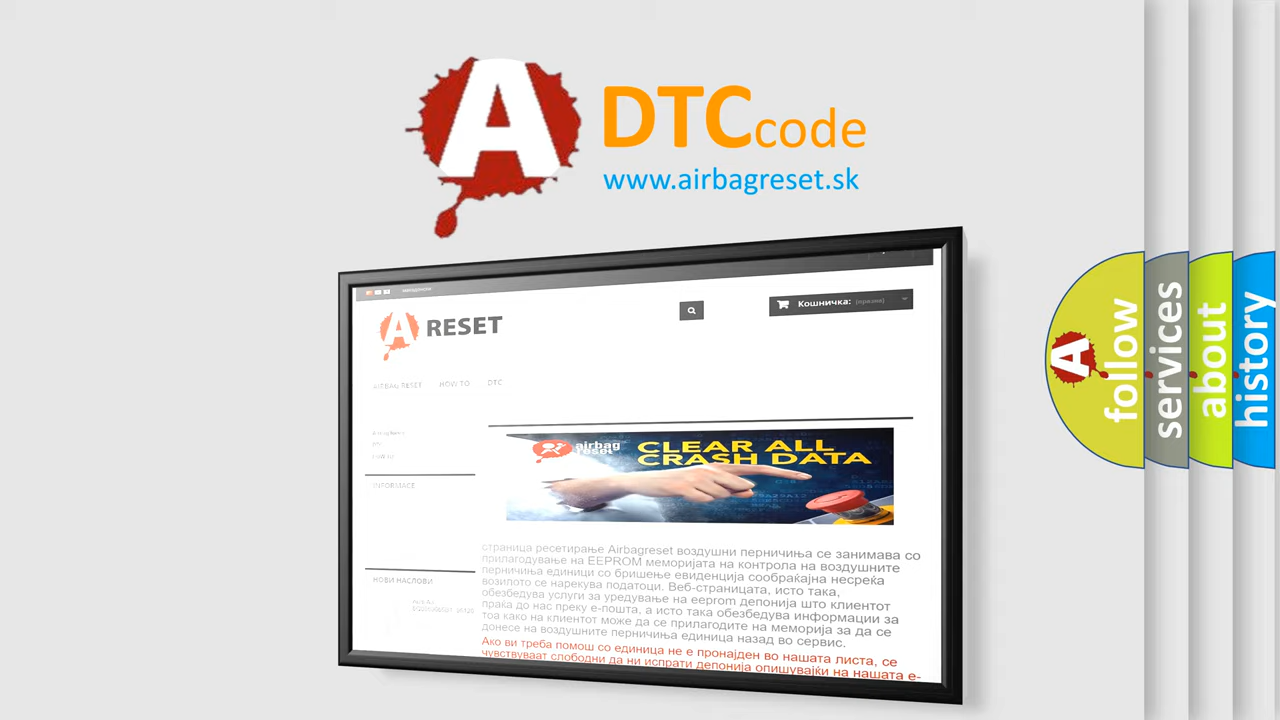 A DTCcode
www.airbagreset.sk
A RESET
Кошничка: (празна)
AIRBAG RESET HOW TO DTC
INFORMACE
airbag reset CLEAR ALL CRASH DATA
страница ресетирање Airbagreset воздушни перничиња се занимава со
прилагодување на EEPROM меморијата на контрола на воздушните
перничиња единици со бришење евиденција сообраќајна несреќа
возилото се нарекува податоци. Веб-страницата, исто така,
обезбедува услуги за уредување на eeprom депонија што клиентот
праќа до нас преку е-пошта, а исто така обезбедува информации за
тоа како на клиентот може да се прилагодите на меморија за да се
донесе на воздушните перничиња единица назад во сервис.
Ако ви треба помош со единица не е пронајден во нашата листа, се
чувствуваат слободни да ни испрати депонија опишувајќи на нашата е-
НОВИ НАСЛОВИ
A follow
services
about
history